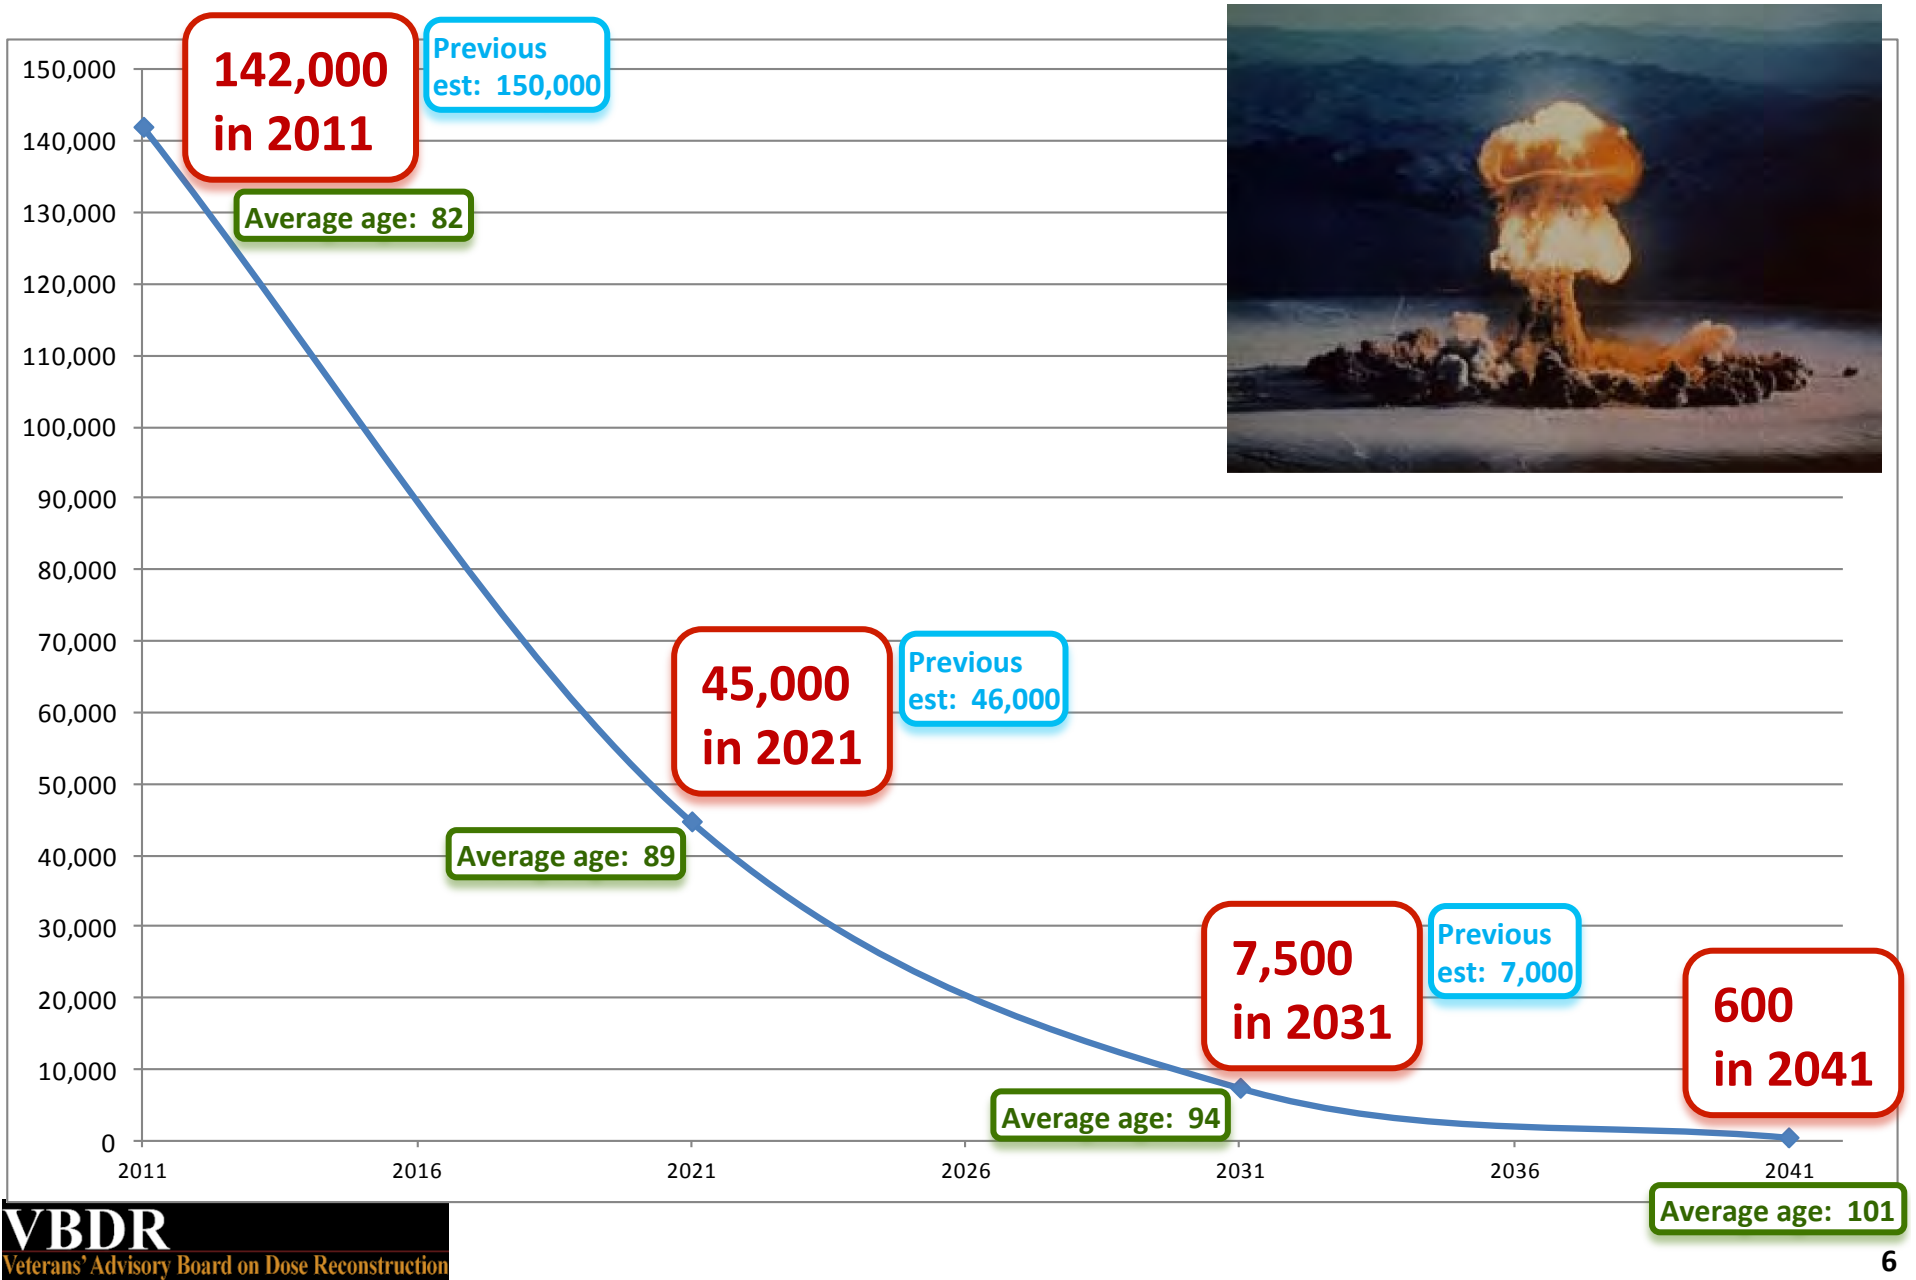 142,000
in 2011
Previous
est: 150,000
Average age: 82
150,000
140,000
130,000
120,000
110,000
100,000
90,000
80,000
70,000
60,000
50,000
40,000
30,000
20,000
10,000
0
45,000
in 2021
Previous
est: 46,000
Average age: 89
7,500
in 2031
Previous
est: 7,000
Average age: 94
600
in 2041
2011 2016 2021 2026 2031 2036 2041
Average age: 101
VBDR
Veterans' Advisory Board on Dose Reconstruction
6